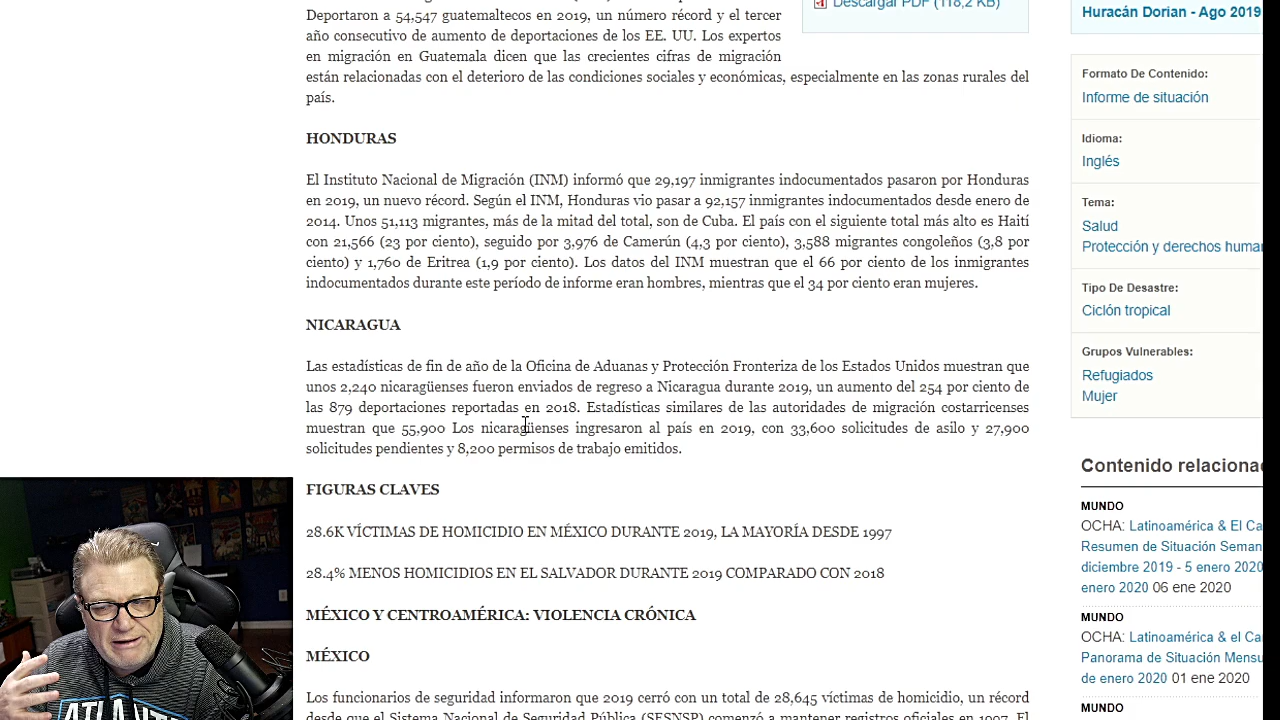 Deportaron a 54,547 guatemaltecos en 2019, un número récord y el tercer
año consecutivo de aumento de deportaciones de los EE. UU. Los expertos
en migración en Guatemala dicen que las crecientes cifras de migración
están relacionadas con el deterioro de las condiciones sociales y económicas, especialmente en las zonas rurales del
país.
HONDURAS
El Instituto Nacional de Migración (INM) informó que 29,197 inmigrantes indocumentados pasaron por Honduras
en 2019, un nuevo récord. Según el INM, Honduras vio pasar a 92,157 inmigrantes indocumentados desde enero de
2014. Unos 51,113 migrantes, más de la mitad del total, son de Cuba. El país con el siguiente total más alto es Haití
con 21,566 (23 por ciento), seguido por 3,976 de Camerún (4,3 por ciento), 3,588 migrantes congoleños (3,8 por
ciento) y 1,760 de Eritrea (1,9 por ciento). Los datos del INM muestran que el 66 por ciento de los inmigrantes
indocumentados durante este período de informe eran hombres, mientras que el 34 por ciento eran mujeres.
NICARAGUA
Las estadísticas de fin de año de la Oficina de Aduanas y Protección Fronteriza de los Estados Unidos muestran que
unos 2,240 nicaragüenses fueron enviados de regreso a Nicaragua durante 2019, un aumento del 254 por ciento de
las 879 deportaciones reportadas en 2018. Estadísticas similares de las autoridades de migración costarricenses
muestran que 55,900 Los nicaragüenses ingresaron al país en 2019, con 33,600 solicitudes de asilo y 27,900
solicitudes pendientes y 8,200 permisos de trabajo emitidos.
FIGURAS CLAVES
28.6K VÍCTIMAS DE HOMICIDIO EN MÉXICO DURANTE 2019, LA MAYORÍA DESDE 1997
28.4% MENOS HOMICIDIOS EN EL SALVADOR DURANTE 2019 COMPARADO CON 2018
MÉXICO Y CENTROAMÉRICA: VIOLENCIA CRÓNICA
MÉXICO
Los funcionarios de seguridad informaron que 2019 cerró con un total de 28,645 víctimas de homicidio, un récord
desde que el Sistema Nacional de Seguridad Pública (SESNSP) comenzó a mantener registros oficiales en 1997. El
Descargar PDF (118,2 KB)
Huracán Dorian - Ago 2019
Formato De Contenido:
Informe de situación
Idioma:
Inglés
Tema:
Salud
Protección y derechos huma
Tipo De Desastre:
Ciclón tropical
Grupos Vulnerables:
Refugiados
Mujer
Contenido relaciona
MUNDO
OCHA: Latinoamérica & El Ca
Resumen de Situación Seman
diciembre 2019 - 5 enero 2020
enero 2020 06 ene 2020
MUNDO
OCHA: Latinoamérica & el Ca
Panorama de Situación Mensu
de enero 2020 01 ene 2020
MUNDO
ATLANT